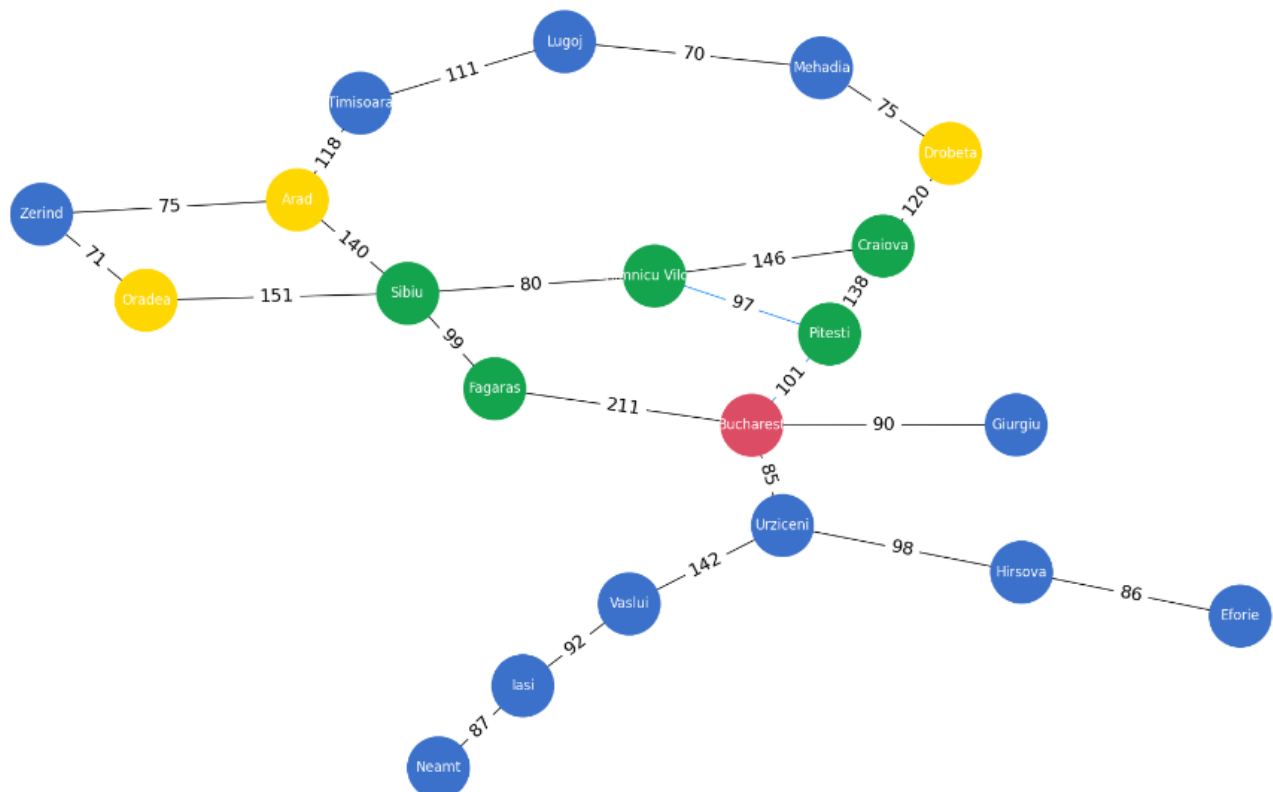 Lugoj
70
Mehadia
111
Timisoara
75
118
Drobeta
Arad
Zerind
75
120
140
Craiova
71
146
Sibiu
80
mnicu Vilc
Oradea
151
97
138
Pitesti
99
101
Fagaras
211
Bucharest
90
Giurgiu
85
Urziceni
98
142
Hirsova
86
Vaslui
Eforie
92
Iasi
87
Neamt